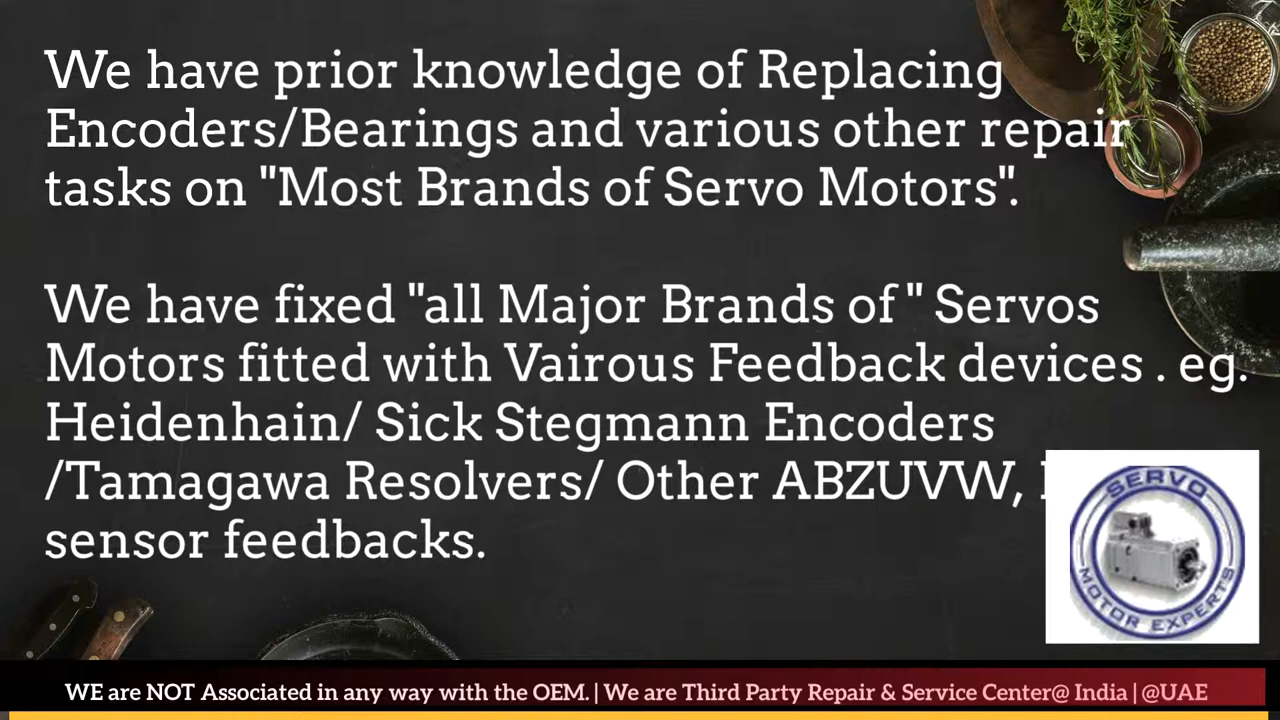 We have prior knowledge of Replacing
Encoders/Bearings and various other repair
tasks on "Most Brands of Servo Motors".
We have fixed "all Major Brands of " Servos
Motors fitted with Vairous Feedback devices . eg.
Heidenhain/ Sick Stegmann Encoders
/Tamagawa Resolvers/ Other ABZUVW,
sensor feedbacks.
SERVO
MOTOR EXPERTS
WE are NOT Associated in any way with the OEM. | We are Third Party Repair & Service Center@ India | @UAE